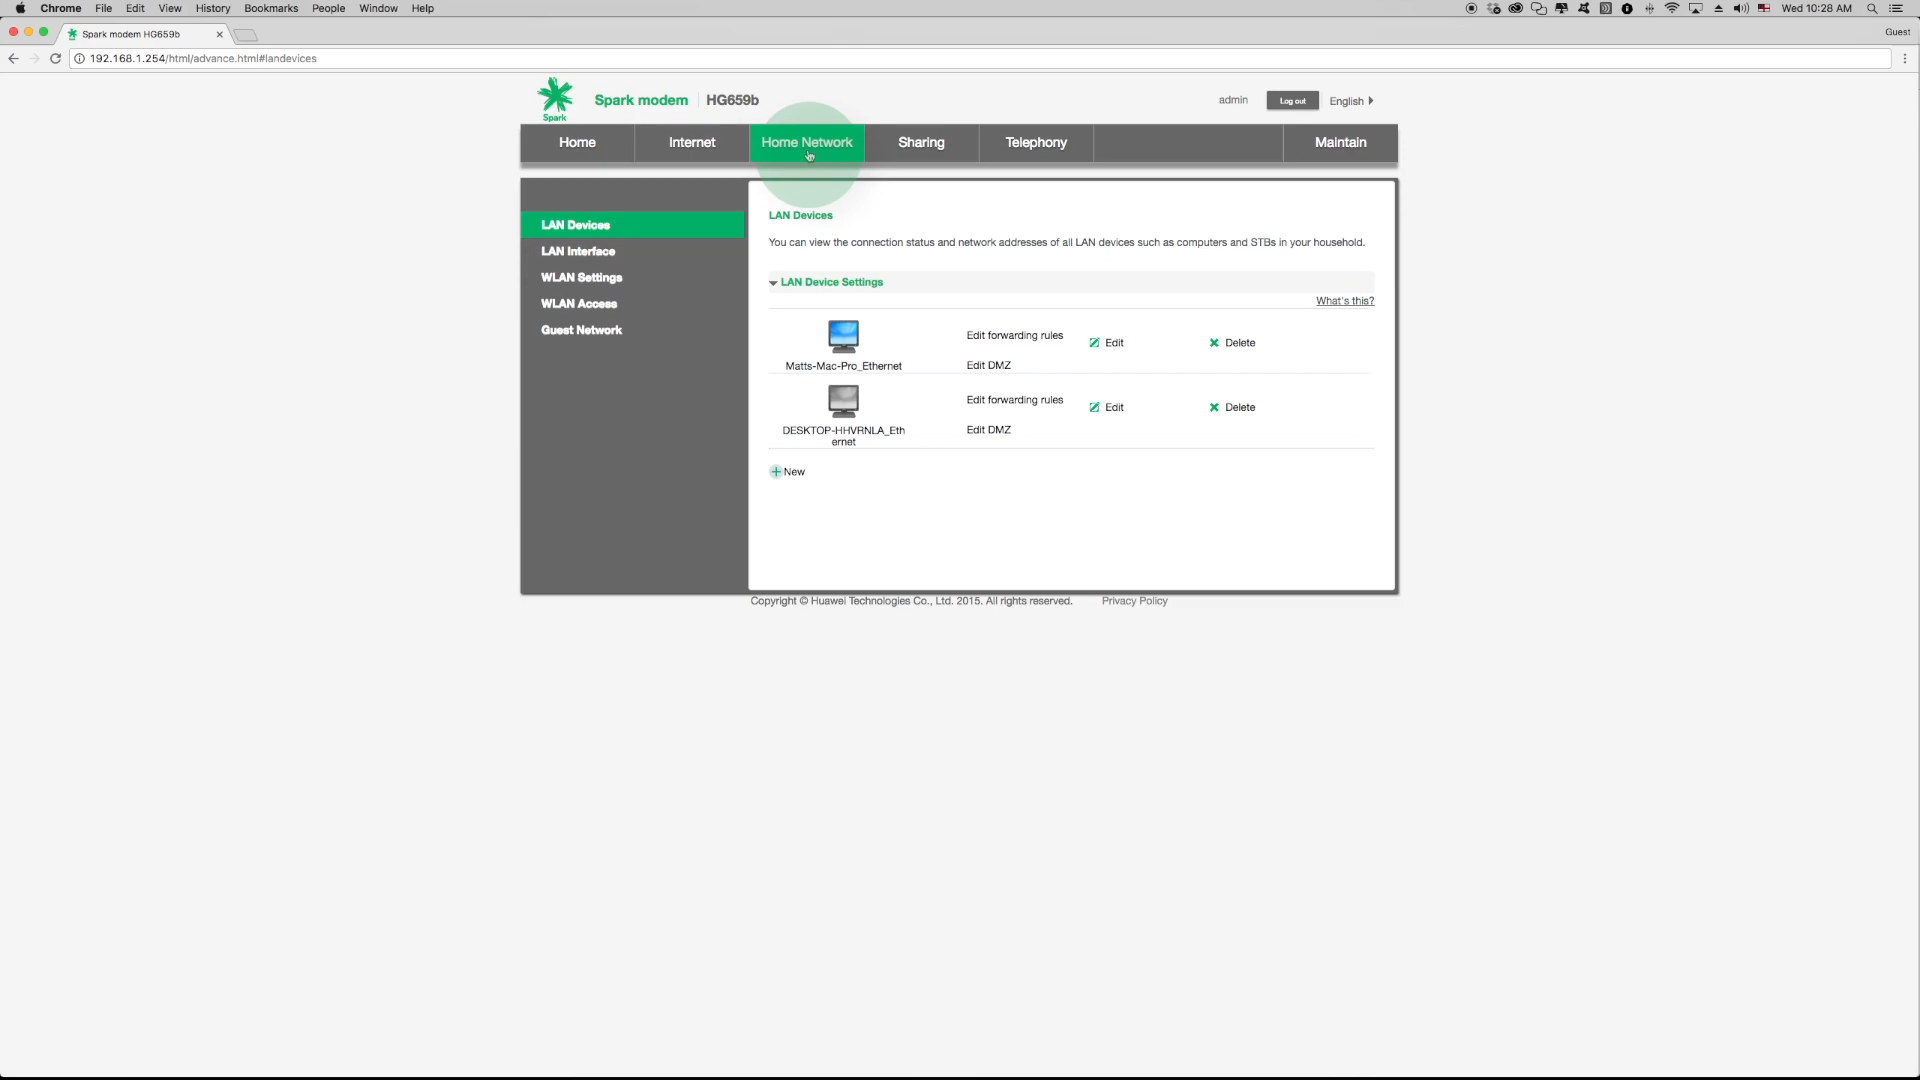 Chrome File Edit View History Bookmarks People Window Help Wed 10:28 AM
Spark modem HG659b Guest
192.168.1.254/html/advance.html#landevices
Spark
Spark modem HG659b admin Log out English
Home Internet Home Network Sharing Telephony Maintain
LAN Devices
LAN Interface
WLAN Settings
WLAN Access
Guest Network
LAN Devices
You can view the connection status and network addresses of all LAN devices such as computers and STBs in your household.
LAN Device Settings
What's this?
Edit forwarding rules
Edit Delete
Matts-Mac-Pro_Ethernet Edit DMZ
Edit forwarding rules
Edit Delete
DESKTOP-HHVRNLA_Eth Edit DMZ
ernet
New
Copyright © Huawei Technologies Co., Ltd. 2015. All rights reserved. Privacy Policy